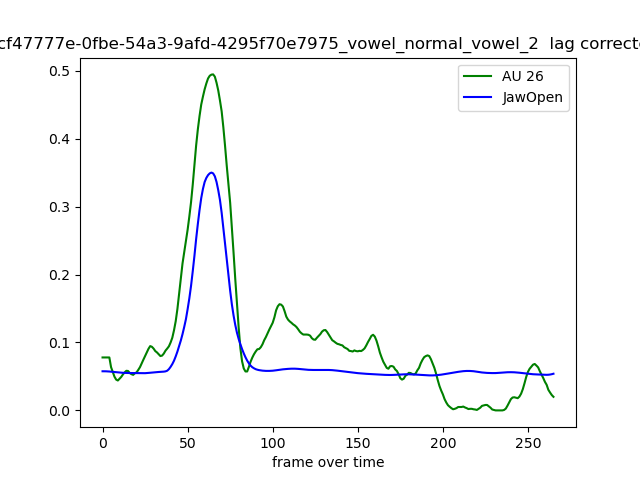 cf47777e-0fbe-54a3-9afd-4295f70e7975_vowel_normal_vowel_2 lag correcte
AU 26
JawOpen
0.5
0.4
0.3
0.2
0.1
0.0
0 50 100 150 200 250
frame over time